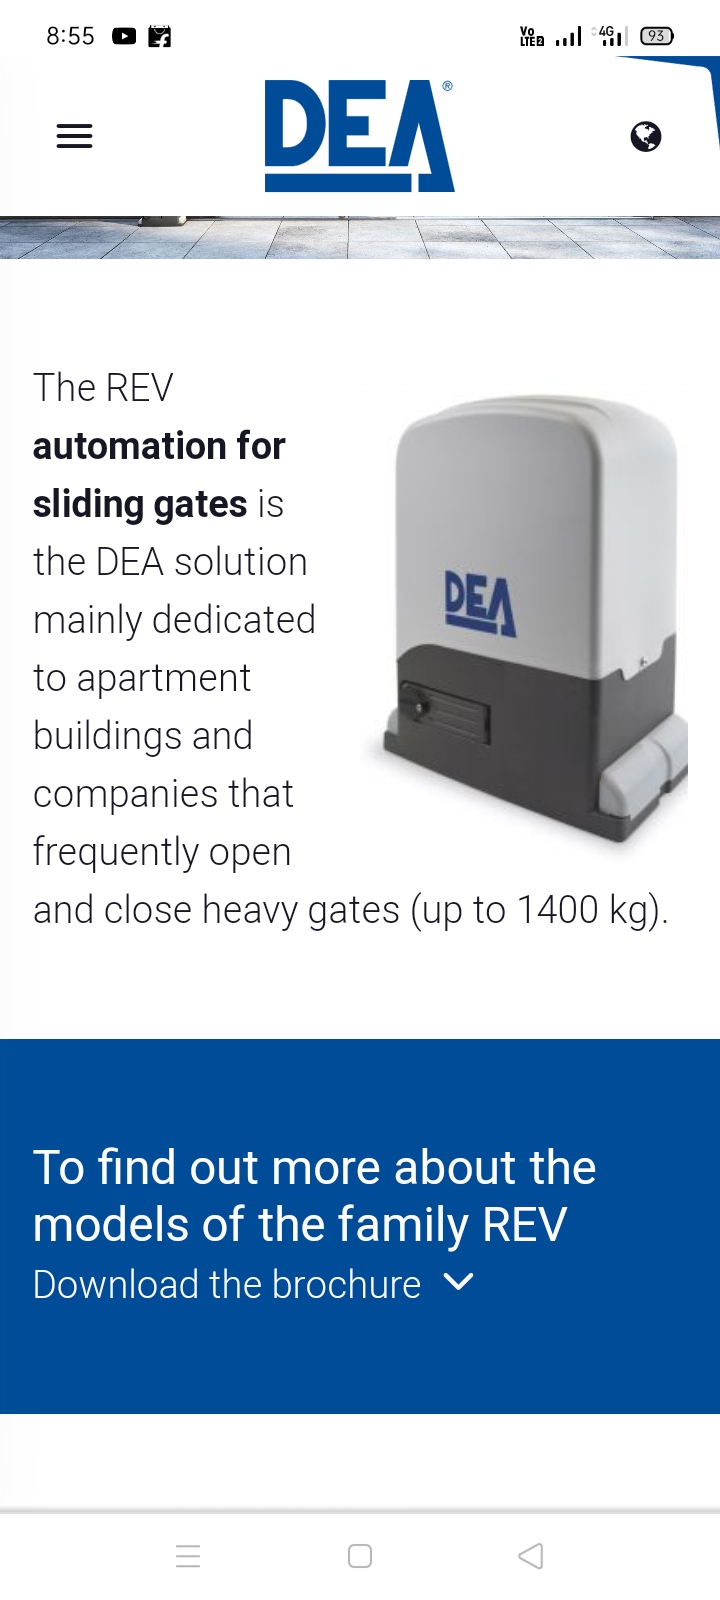 8:55
Vo
LTE2
4G
93
DEA®
The REV
automation for
sliding gates is
the DEA solution
mainly dedicated
to apartment
buildings and
companies that
frequently open
and close heavy gates (up to 1400 kg).
DEA
To find out more about the
models of the family REV
Download the brochure